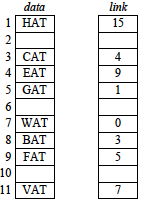 data link
1 HAT 15
2
3 CAT 4
4 EAT 9
5 GAT 1
6
7 WAT 0
8 BAT 3
9 FAT 5
10
11 VAT 7